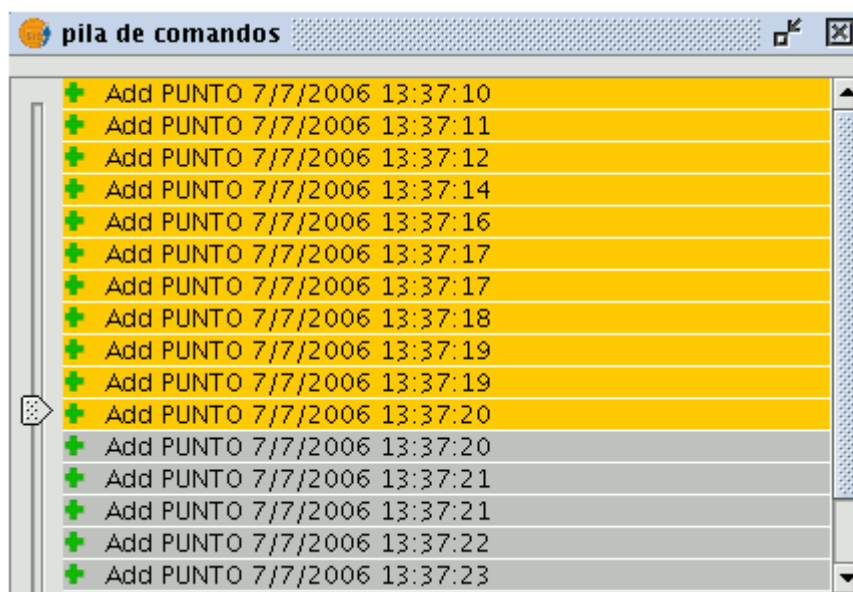 pila de comandos
Add PUNTO 7/7/2006 13:37:10
Add PUNTO 7/7/2006 13:37:11
Add PUNTO 7/7/2006 13:37:12
Add PUNTO 7/7/2006 13:37:14
Add PUNTO 7/7/2006 13:37:16
Add PUNTO 7/7/2006 13:37:17
Add PUNTO 7/7/2006 13:37:17
Add PUNTO 7/7/2006 13:37:18
Add PUNTO 7/7/2006 13:37:19
Add PUNTO 7/7/2006 13:37:19
Add PUNTO 7/7/2006 13:37:20
Add PUNTO 7/7/2006 13:37:20
Add PUNTO 7/7/2006 13:37:21
Add PUNTO 7/7/2006 13:37:21
Add PUNTO 7/7/2006 13:37:22
Add PUNTO 7/7/2006 13:37:23